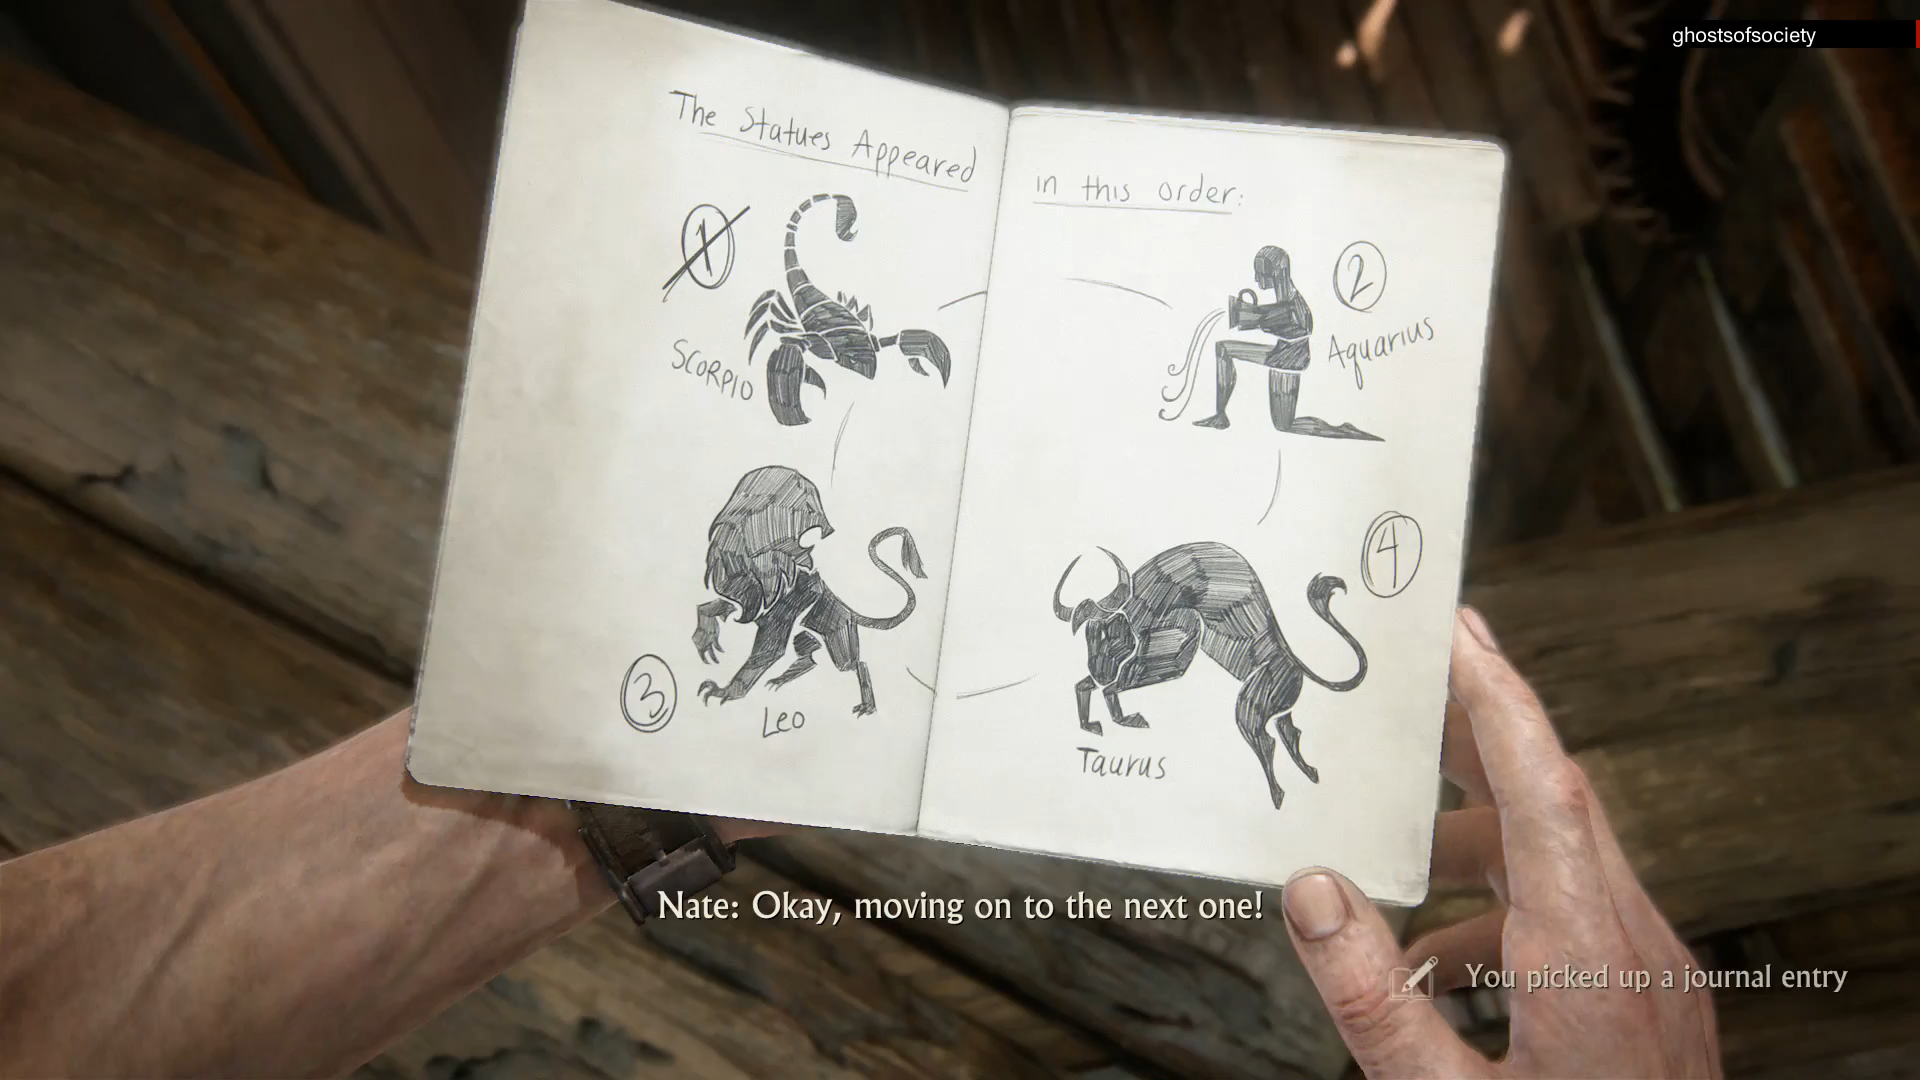 ghostsofsociety
The Statues Appeared
in this order:
1
SCORPIO
2
Aquarius
3
Leo
4
Taurus
Nate: Okay, moving on to the next one!
You picked up a journal entry